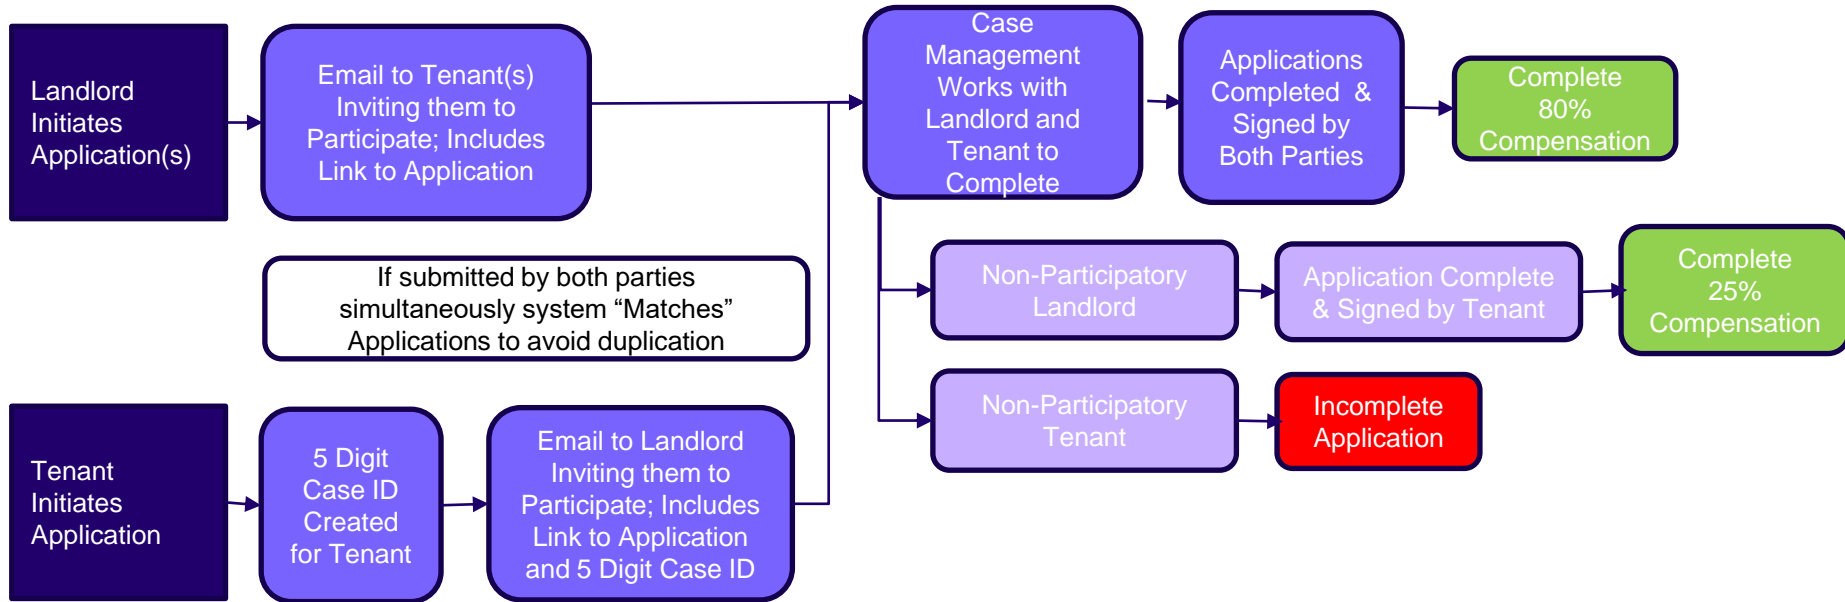 Landlord
Initiates
Application(s)
Email to Tenant(s)
Inviting them to
Participate; Includes
Link to Application
Case
Management
Works with
Landlord and
Tenant to
Complete
Applications
Completed & 
Signed by
Both Parties
Complete
80%
Compensation
If submitted by both parties
simultaneously system “Matches”
Applications to avoid duplication
Non-Participatory
Landlord
Application Complete
& Signed by Tenant
Complete
25%
Compensation
Non-Participatory
Tenant
Incomplete
Application
Tenant
Initiates
Application
5 Digit
Case ID
Created
for Tenant
Email to Landlord
Inviting them to
Participate; Includes
Link to Application
and 5 Digit Case ID